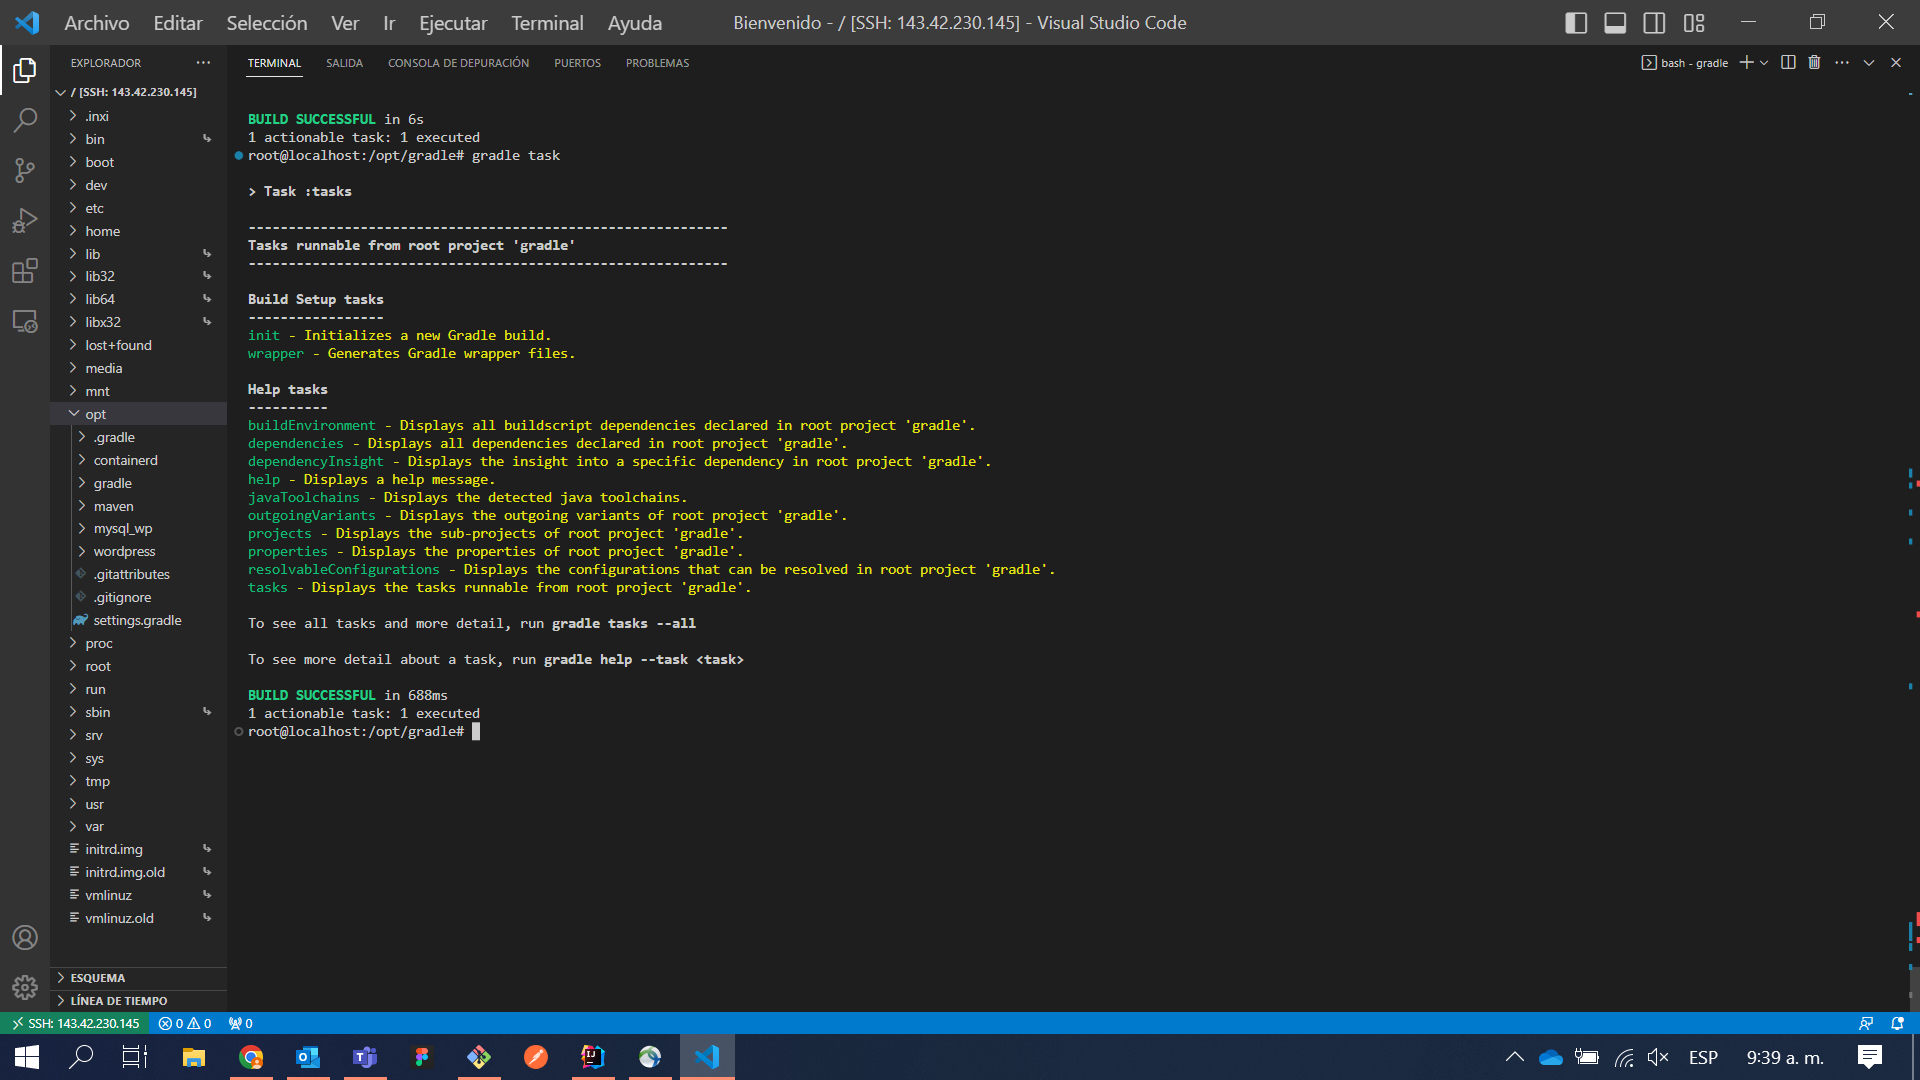 Archivo Editar Selección Ver Ir Ejecutar Terminal Ayuda
Bienvenido - / [SSH: 143.42.230.145] - Visual Studio Code
EXPLORADOR
/ [SSH: 143.42.230.145]
.inxi
bin
boot
dev
etc
home
lib
lib32
lib64
libx32
lost+found
media
mnt
opt
.gradle
containerd
gradle
maven
mysql_wp
wordpress
.gitattributes
.gitignore
settings.gradle
proc
root
run
sbin
srv
sys
tmp
usr
var
initrd.img
initrd.img.old
vmlinuz
vmlinuz.old
ESQUEMA
LÍNEA DE TIEMPO
TERMINAL SALIDA CONSOLA DE DEPURACIÓN PUERTOS PROBLEMAS
bash - gradle
BUILD SUCCESSFUL in 6s
1 actionable task: 1 executed
root@localhost:/opt/gradle# gradle task
> Task :tasks
------------------------------------------------------------
Tasks runnable from root project 'gradle'
------------------------------------------------------------
Build Setup tasks
-----------------
init - Initializes a new Gradle build.
wrapper - Generates Gradle wrapper files.
Help tasks
----------
buildEnvironment - Displays all buildscript dependencies declared in root project 'gradle'.
dependencies - Displays all dependencies declared in root project 'gradle'.
dependencyInsight - Displays the insight into a specific dependency in root project 'gradle'.
help - Displays a help message.
javaToolchains - Displays the detected java toolchains.
outgoingVariants - Displays the outgoing variants of root project 'gradle'.
projects - Displays the sub-projects of root project 'gradle'.
properties - Displays the properties of root project 'gradle'.
resolvableConfigurations - Displays the configurations that can be resolved in root project 'gradle'.
tasks - Displays the tasks runnable from root project 'gradle'.
To see all tasks and more detail, run gradle tasks --all
To see more detail about a task, run gradle help --task <task>
BUILD SUCCESSFUL in 688ms
1 actionable task: 1 executed
root@localhost:/opt/gradle#
SSH: 143.42.230.145 0 0 0
ESP 9:39 a. m.